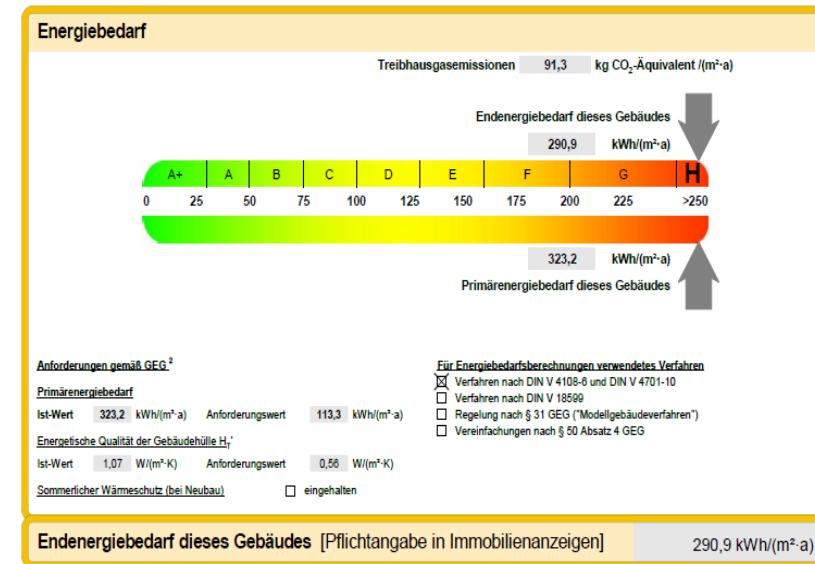 Energiebedarf
Treibhausgasemissionen 91,3 kg CO₂-Äquivalent /(m²·a)
Endenergiebedarf dieses Gebäudes
290,9 kWh/(m²·a)
A+ A B C D E F G H
0 25 50 75 100 125 150 175 200 225 >250
323,2 kWh/(m²·a)
Primärenergiebedarf dieses Gebäudes
Anforderungen gemäß GEG ²
Primärenergiebedarf
Ist-Wert 323,2 kWh/(m²·a) Anforderungswert 113,3 kWh/(m²·a)
Energetische Qualität der Gebäudehülle H_T'
Ist-Wert 1,07 W/(m²·K) Anforderungswert 0,56 W/(m²·K)
Sommerlicher Wärmeschutz (bei Neubau) ☐ eingehalten
Für Energiebedarfsberechnungen verwendetes Verfahren
☒ Verfahren nach DIN V 4108-6 und DIN V 4701-10
☐ Verfahren nach DIN V 18599
☐ Regelung nach § 31 GEG ("Modellgebäudeverfahren")
☐ Vereinfachungen nach § 50 Absatz 4 GEG
Endenergiebedarf dieses Gebäudes [Pflichtangabe in Immobilienanzeigen] 290,9 kWh/(m²·a)